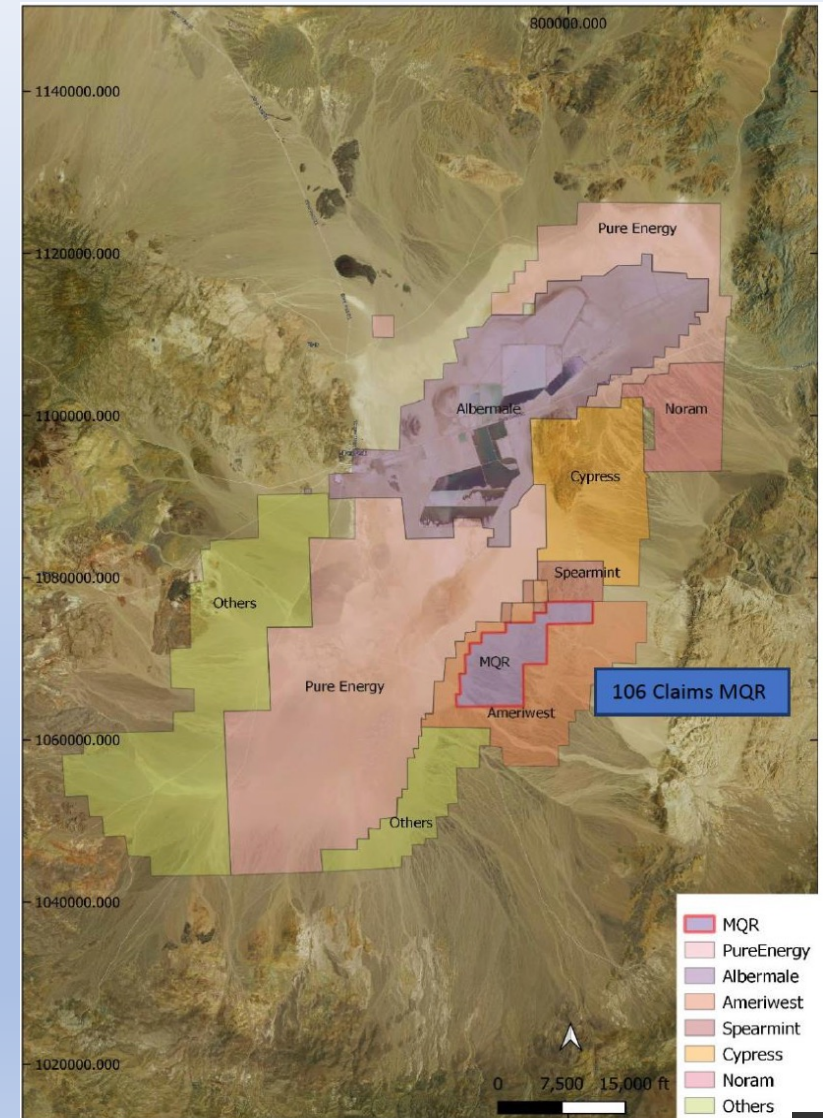 800000.000
1140000.000
Pure Energy
1120000.000
1100000.000
Albermale
Noram
Cypress
1080000.000
Spearmint
Others
MQR
Pure Energy
106 Claims MQR
Ameriwest
1060000.000
Others
1040000.000
MQR
PureEnergy
Albermale
Ameriwest
Spearmint
Cypress
Noram
Others
1020000.000
0 7,500 15,000 ft